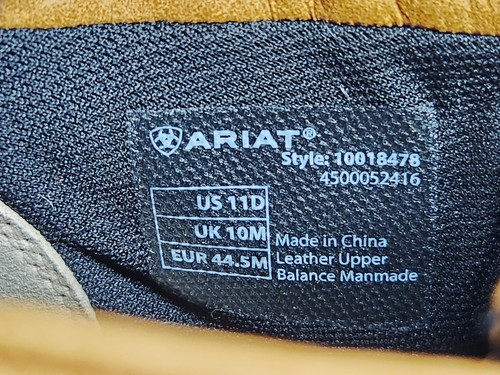 ARIAT®
Style: 10018478
4500052416
US 11D
UK 10M
EUR 44.5M
Made in China
Leather Upper
Balance Manmade